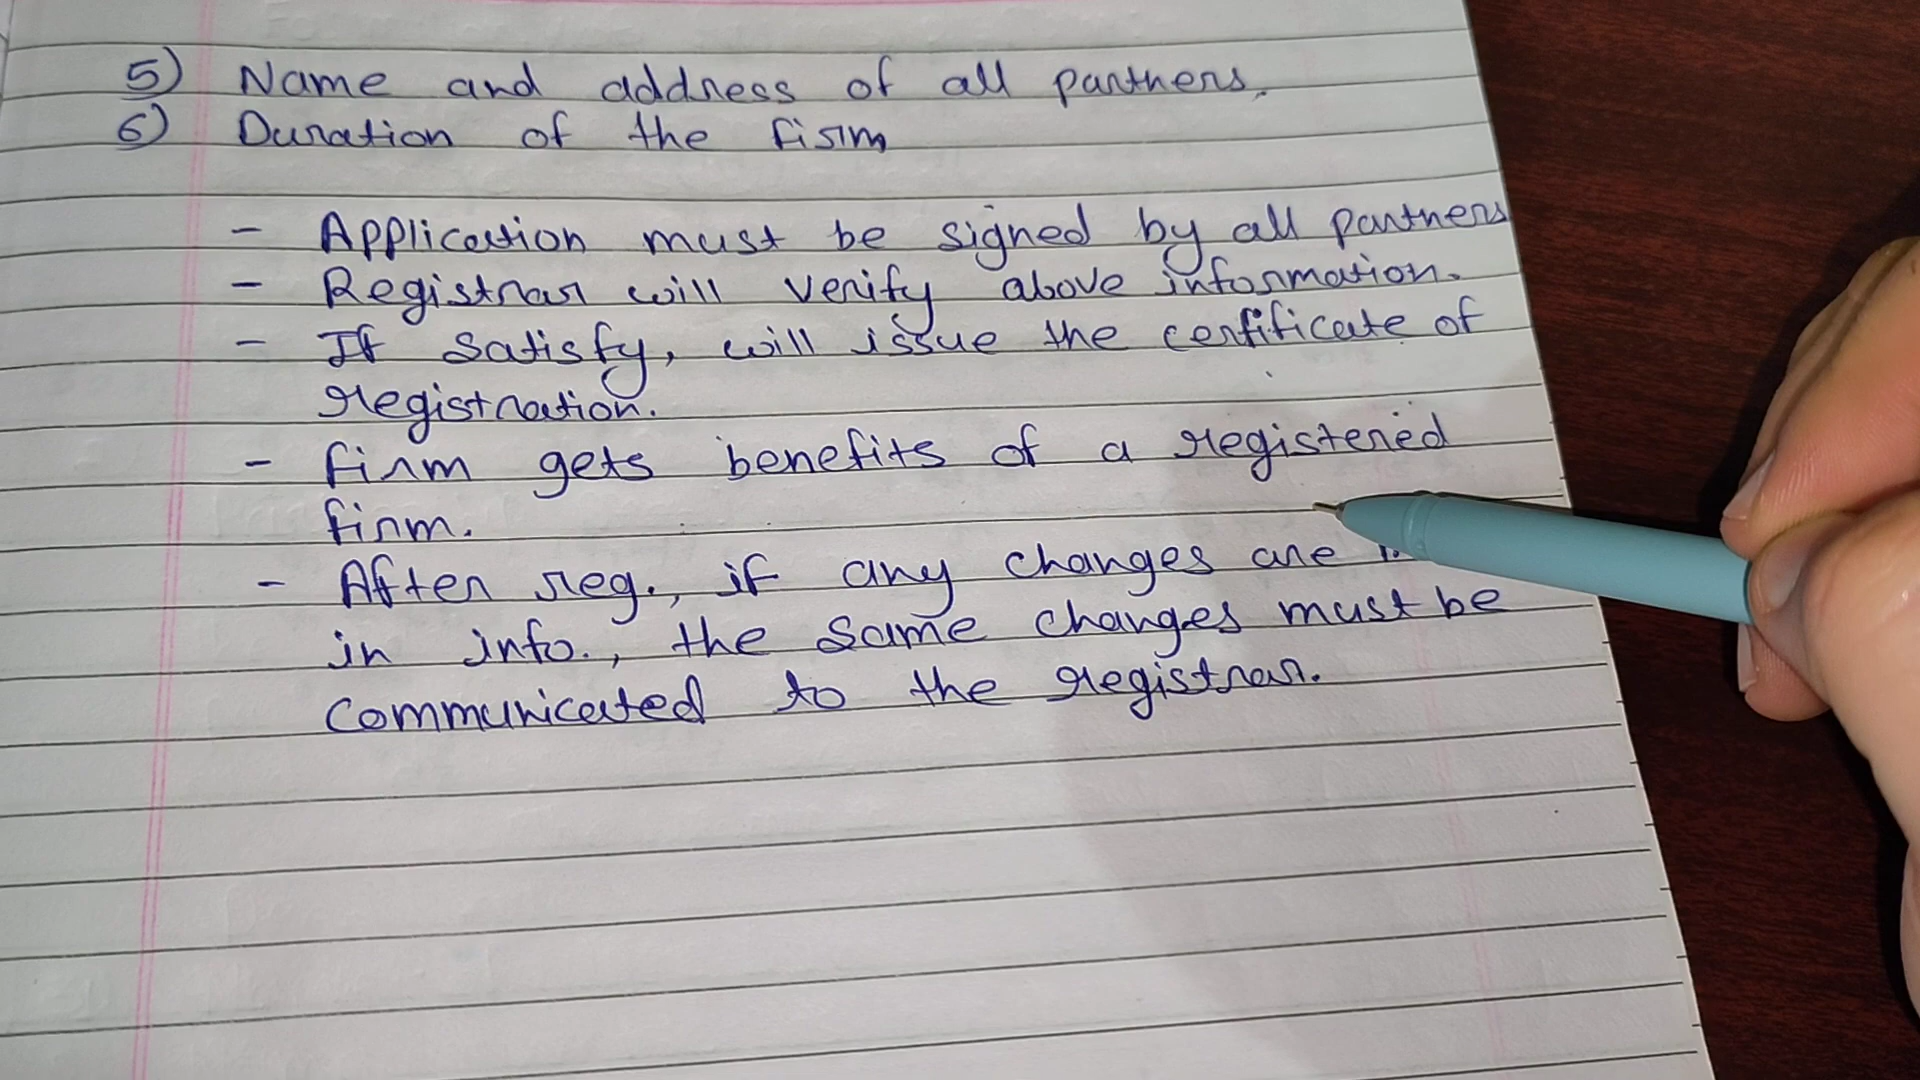 5) Name and address of all partners.
6) Duration of the firm
- Application must be signed by all partners
- Registrar will verify above information.
- If satisfy, will issue the certificate of
registration.
- firm gets benefits of a registered
firm.
- After reg., if any changes are
in info., the same changes must be
communicated to the registrar.